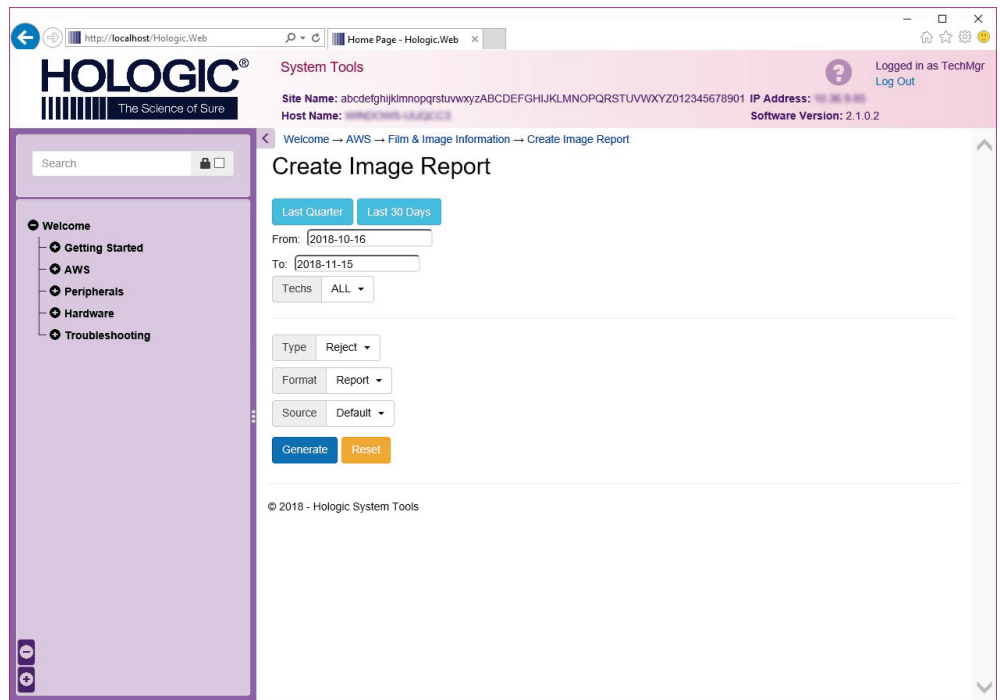 http://localhost/Hologic.Web
Home Page - Hologic.Web
HOLOGIC®
The Science of Sure
System Tools
Logged in as TechMgr
Log Out
Site Name: abcdefghijklmnopqrstuvwxyzABCDEFGHIJKLMNOPQRSTUVWXYZ012345678901 IP Address:
Host Name:
Software Version: 2.1.0.2
Search
Welcome
Getting Started
AWS
Peripherals
Hardware
Troubleshooting
Welcome → AWS → Film & Image Information → Create Image Report
Create Image Report
Last Quarter Last 30 Days
From: 2018-10-16
To: 2018-11-15
Techs ALL
Type Reject
Format Report
Source Default
Generate Reset
© 2018 - Hologic System Tools